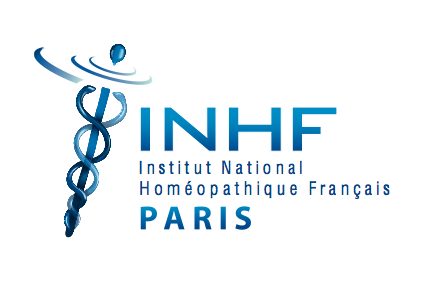 INHF
Institut National
Homéopathique Français
PARIS